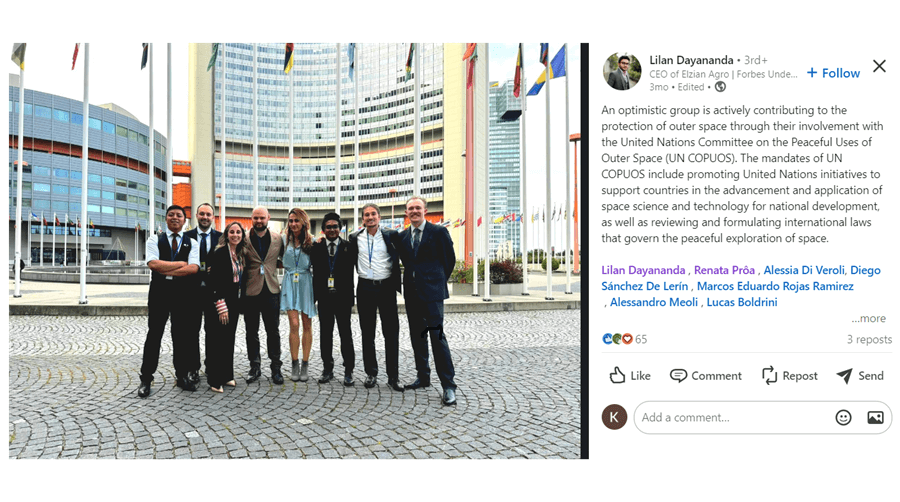 Lilan Dayananda • 3rd+
CEO of Elzian Agro | Forbes Unde...
3mo • Edited •
+ Follow
An optimistic group is actively contributing to the
protection of outer space through their involvement with
the United Nations Committee on the Peaceful Uses of
Outer Space (UN COPUOS). The mandates of UN
COPUOS include promoting United Nations initiatives to
support countries in the advancement and application of
space science and technology for national development,
as well as reviewing and formulating international laws
that govern the peaceful exploration of space.
Lilan Dayananda , Renata Prôa , Alessia Di Veroli, Diego
Sánchez De Lerín , Marcos Eduardo Rojas Ramirez
, Alessandro Meoli , Lucas Boldrini
...more
65
3 reposts
Like
Comment
Repost
Send
K
Add a comment...